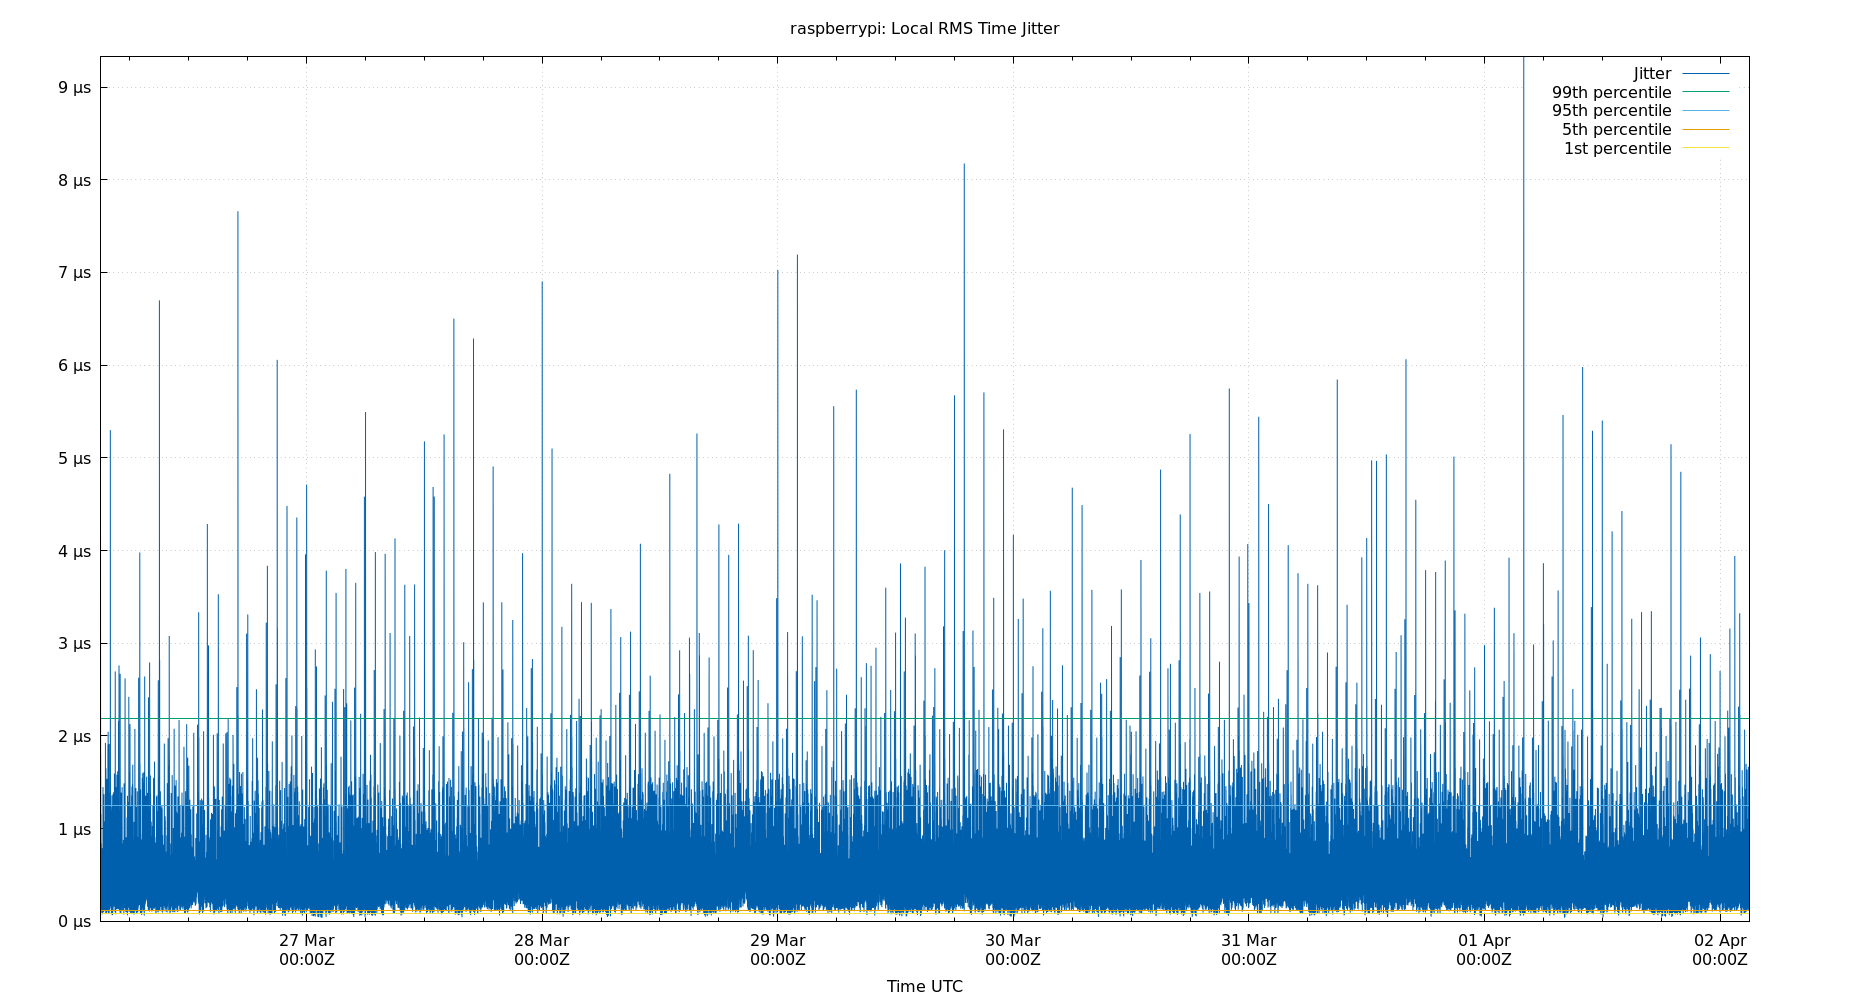 raspberrypi: Local RMS Time Jitter
Jitter
99th percentile
95th percentile
5th percentile
1st percentile
9 µs
8 µs
7 µs
6 µs
5 µs
4 µs
3 µs
2 µs
1 µs
0 µs
27 Mar 28 Mar 29 Mar 30 Mar 31 Mar 01 Apr 02 Apr
00:00Z 00:00Z 00:00Z 00:00Z 00:00Z 00:00Z 00:00Z
Time UTC